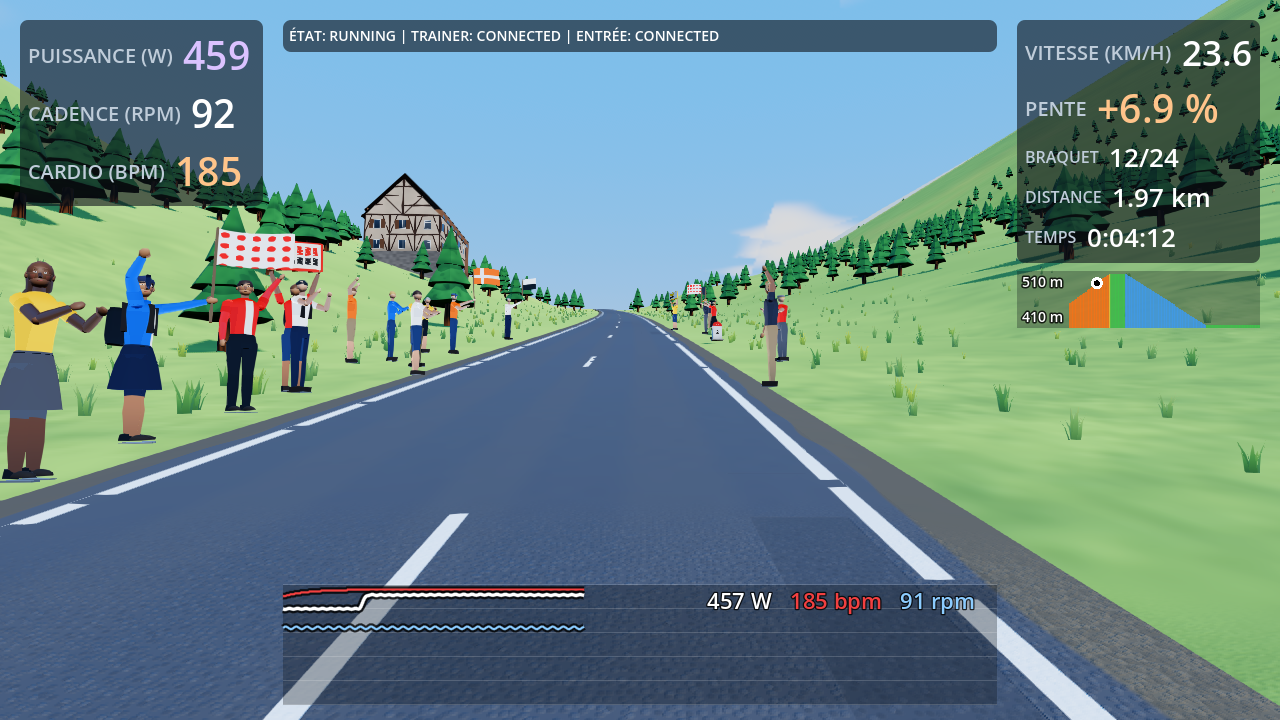 PUISSANCE (W) 459
CADENCE (RPM) 92
CARDIO (BPM) 185
ÉTAT: RUNNING | TRAINER: CONNECTED | ENTRÉE: CONNECTED
VITESSE (KM/H) 23.6
PENTE +6.9 %
BRAQUET 12/24
DISTANCE 1.97 km
TEMPS 0:04:12
510 m
410 m
457 W 185 bpm 91 rpm